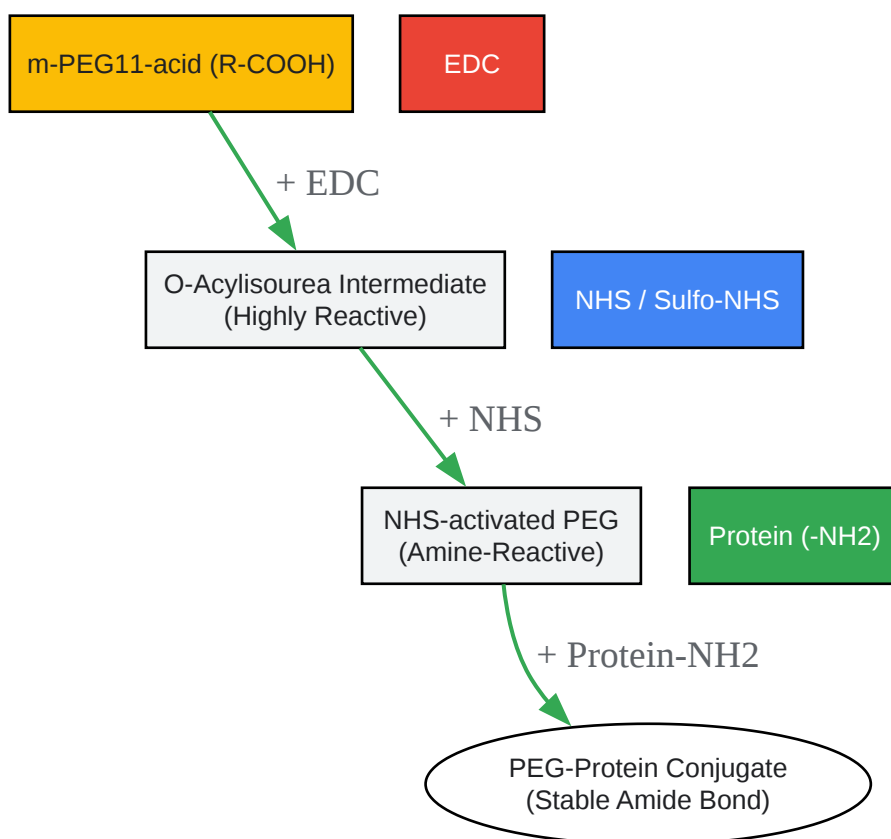 m-PEG11-acid (R-COOH)
EDC
+ EDC
O-Acylisourea Intermediate
(Highly Reactive)
NHS / Sulfo-NHS
+ NHS
NHS-activated PEG
(Amine-Reactive)
Protein (-NH2)
+ Protein-NH2
PEG-Protein Conjugate
(Stable Amide Bond)